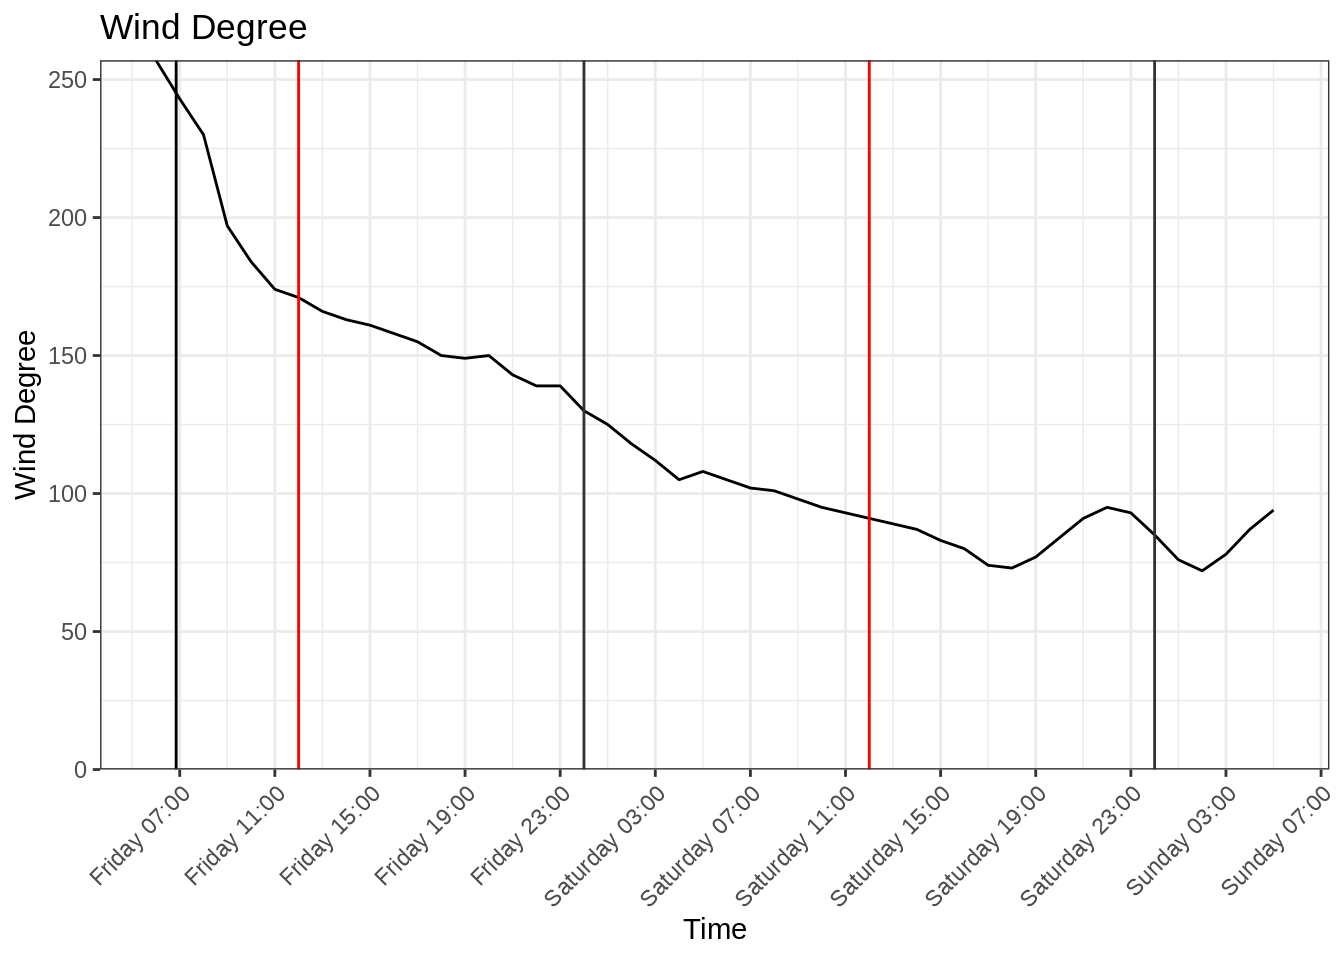 Wind Degree
Wind Degree
250
200
150
100
50
0
Friday 07:00
Friday 11:00
Friday 15:00
Friday 19:00
Friday 23:00
Saturday 03:00
Saturday 07:00
Saturday 11:00
Saturday 15:00
Saturday 19:00
Saturday 23:00
Sunday 03:00
Sunday 07:00
Time